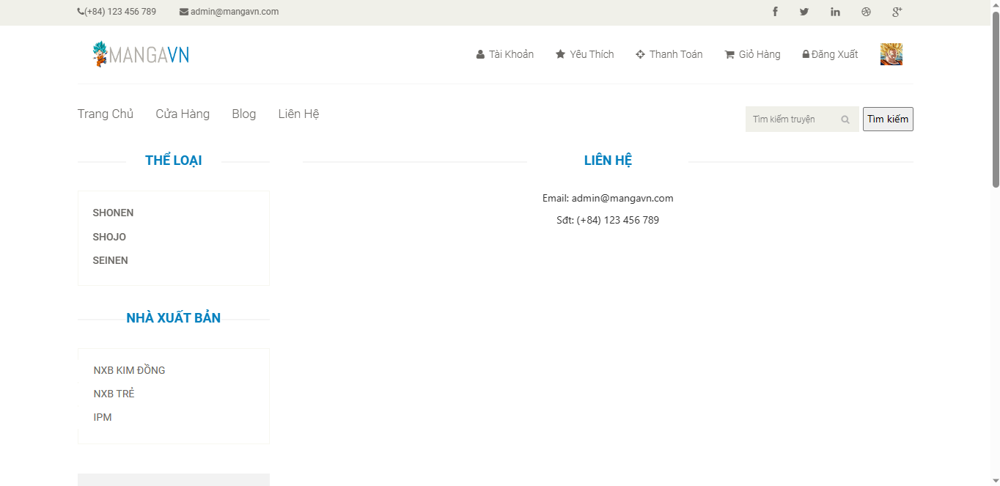 (+84) 123 456 789 admin@mangavn.com
MANGAVN
Tài Khoản Yêu Thích Thanh Toán Giỏ Hàng Đăng Xuất
Trang Chủ Cửa Hàng Blog Liên Hệ
Tìm kiếm truyện Tìm kiếm
THỂ LOẠI
SHONEN
SHOJO
SEINEN
NHÀ XUẤT BẢN
NXB KIM ĐỒNG
NXB TRẺ
IPM
LIÊN HỆ
Email: admin@mangavn.com
Sđt: (+84) 123 456 789